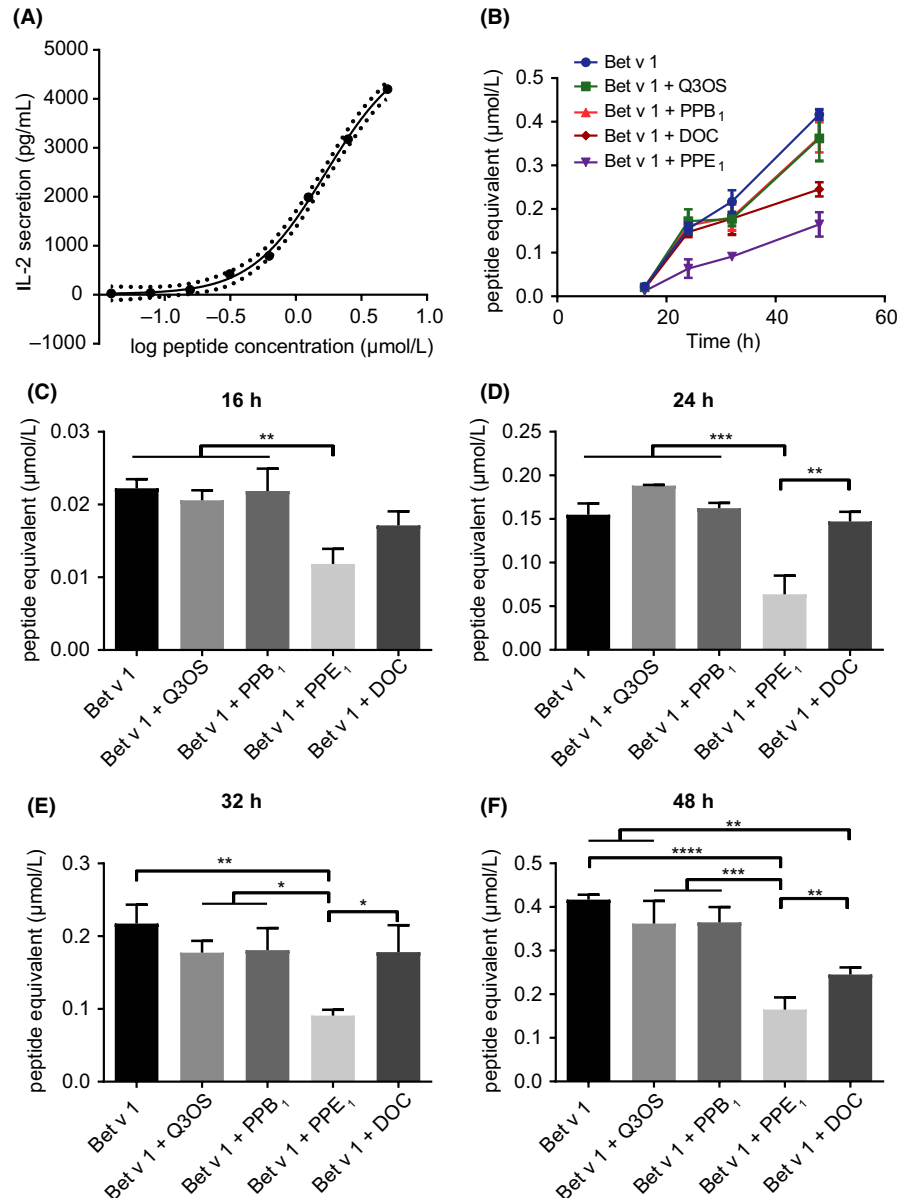 (A)
5000
4000
3000
2000
1000
0
–1000
IL-2 secretion (pg/mL)
–1.0
–0.5
0.0
0.5
1.0
log peptide concentration (µmol/L)
(B)
Bet v 1
Bet v 1 + Q3OS
Bet v 1 + PPB₁
Bet v 1 + DOC
Bet v 1 + PPE₁
0.5
0.4
0.3
0.2
0.1
0.0
peptide equivalent (µmol/L)
0
20
40
60
Time (h)
(C)
16 h
0.03
0.02
0.01
0.00
peptide equivalent (µmol/L)
**
Bet v 1
Bet v 1 + Q3OS
Bet v 1 + PPB₁
Bet v 1 + PPE₁
Bet v 1 + DOC
(D)
24 h
0.25
0.20
0.15
0.10
0.05
0.00
peptide equivalent (µmol/L)
***
**
Bet v 1
Bet v 1 + Q3OS
Bet v 1 + PPB₁
Bet v 1 + PPE₁
Bet v 1 + DOC
(E)
32 h
0.3
0.2
0.1
0.0
peptide equivalent (µmol/L)
**
*
*
Bet v 1
Bet v 1 + Q3OS
Bet v 1 + PPB₁
Bet v 1 + PPE₁
Bet v 1 + DOC
(F)
48 h
0.5
0.4
0.3
0.2
0.1
0.0
peptide equivalent (µmol/L)
**
****
***
**
Bet v 1
Bet v 1 + Q3OS
Bet v 1 + PPB₁
Bet v 1 + PPE₁
Bet v 1 + DOC